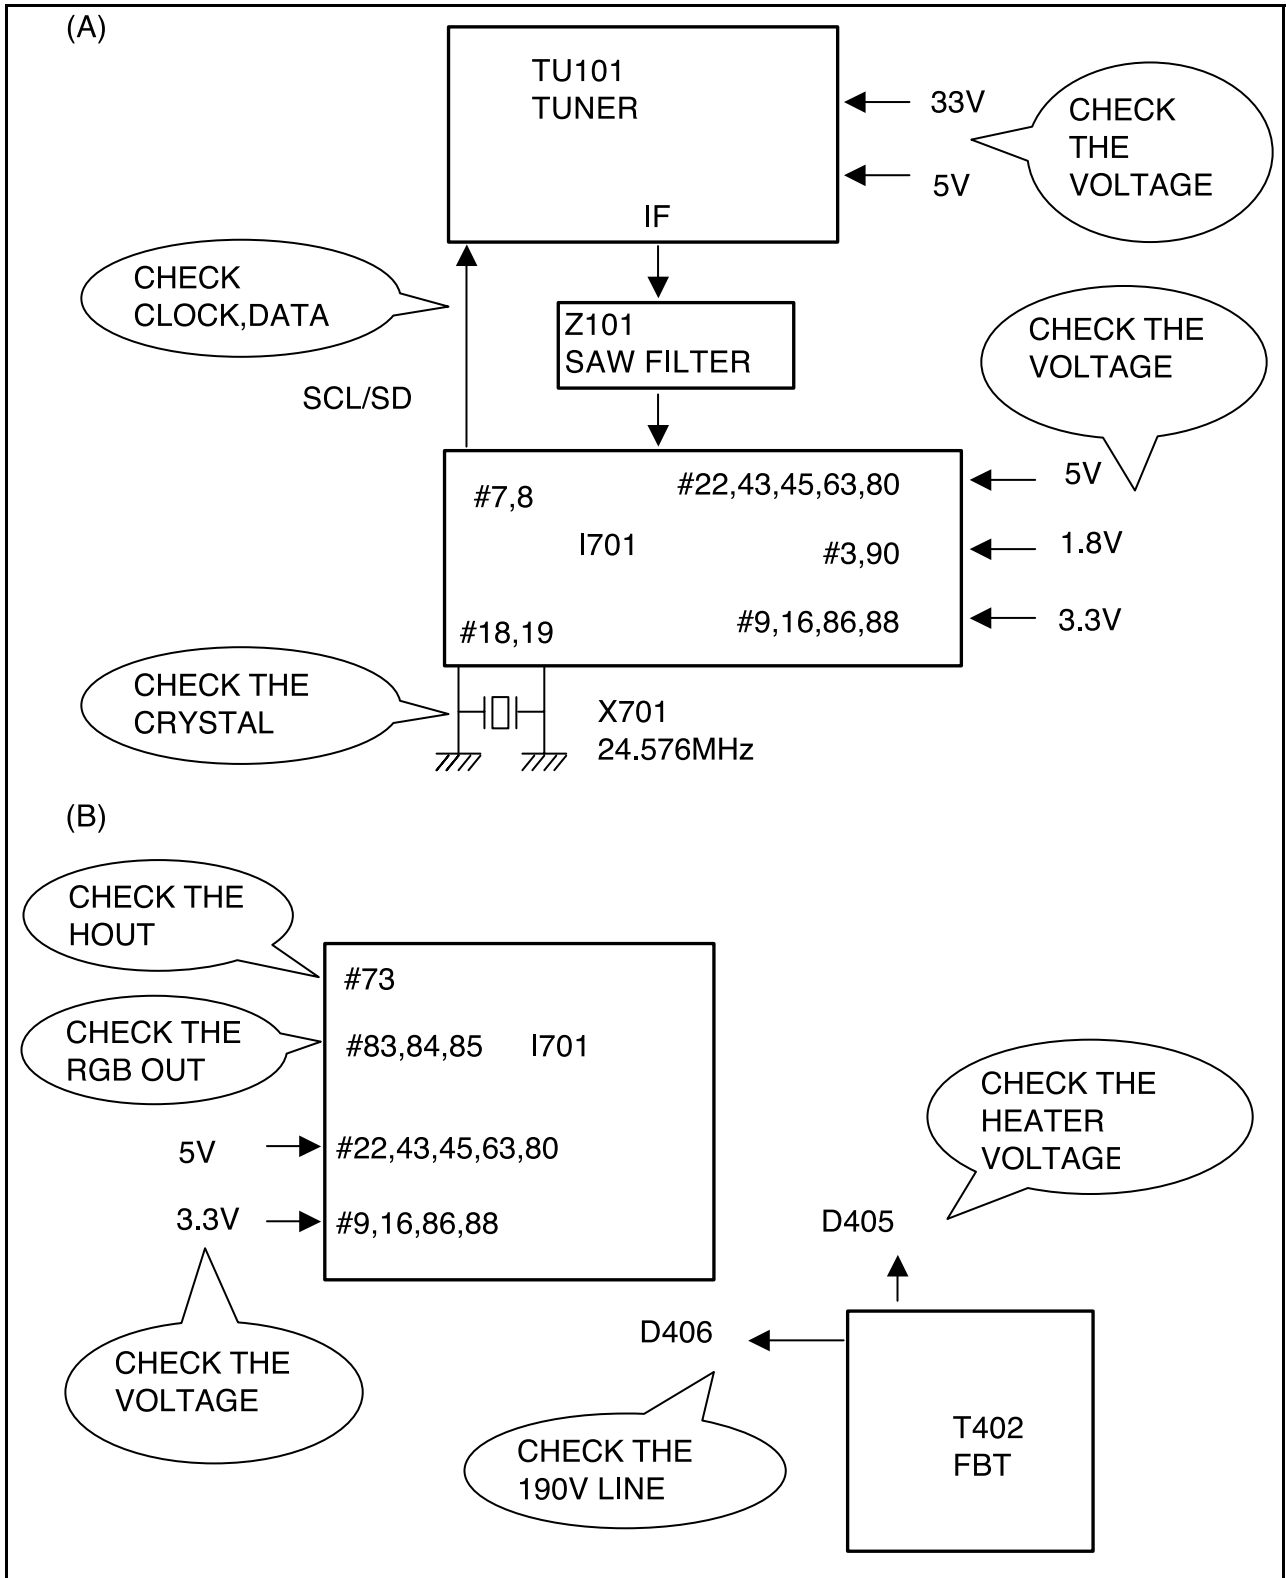 (A)
TU101
TUNER
33V
5V
IF
CHECK
THE
VOLTAGE
CHECK
CLOCK,DATA
SCL/SD
Z101
SAW FILTER
CHECK THE
VOLTAGE
#7,8
#22,43,45,63,80
5V
I701
#3,90
1.8V
#18,19
#9,16,86,88
3.3V
CHECK THE
CRYSTAL
X701
24.576MHz
(B)
CHECK THE
HOUT
#73
CHECK THE
RGB OUT
#83,84,85
I701
5V
#22,43,45,63,80
3.3V
#9,16,86,88
CHECK THE
VOLTAGE
CHECK THE
HEATER
VOLTAGE
D405
D406
CHECK THE
190V LINE
T402
FBT